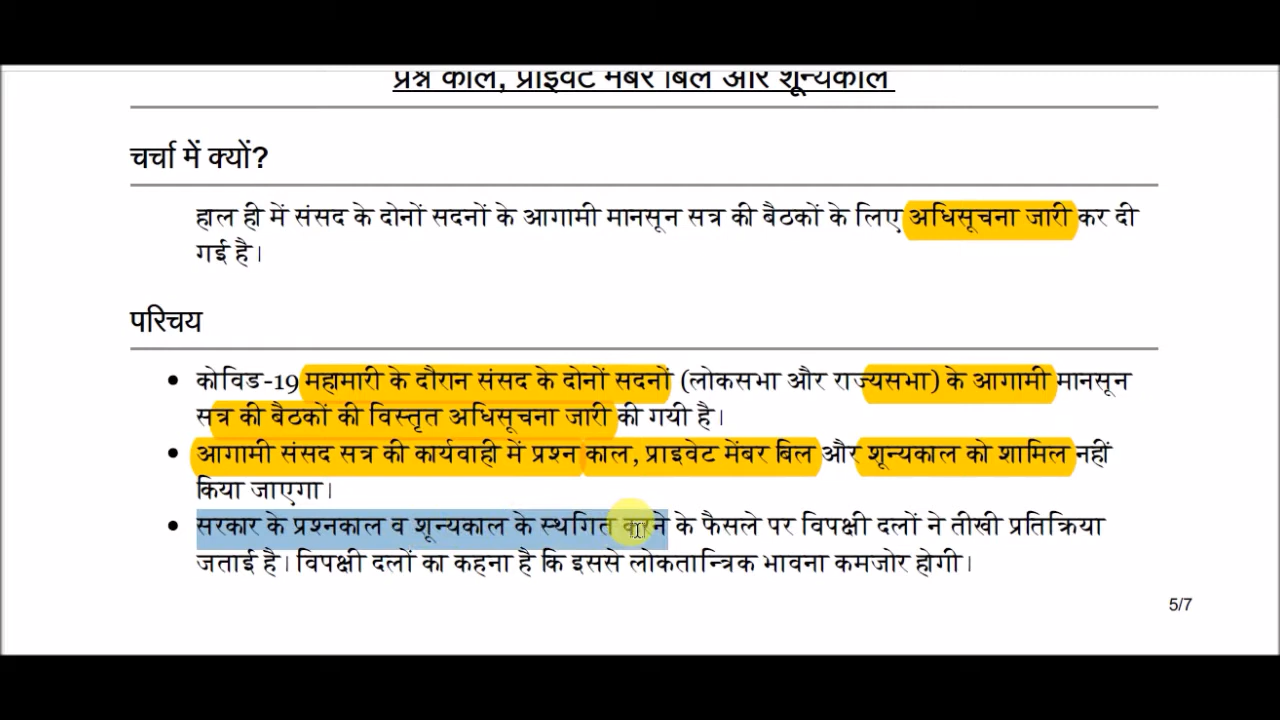 प्रश्न काल, प्राइवेट मेंबर बिल और शून्यकाल
चर्चा में क्यों?
हाल ही में संसद के दोनों सदनों के आगामी मानसून सत्र की बैठकों के लिए अधिसूचना जारी कर दी
गई है।
परिचय
• कोविड-19 महामारी के दौरान संसद के दोनों सदनों (लोकसभा और राज्यसभा) के आगामी मानसून
सत्र की बैठकों की विस्तृत अधिसूचना जारी की गयी है।
• आगामी संसद सत्र की कार्यवाही में प्रश्न काल, प्राइवेट मेंबर बिल और शून्यकाल को शामिल नहीं
किया जाएगा।
• सरकार के प्रश्नकाल व शून्यकाल के स्थगित करने के फैसले पर विपक्षी दलों ने तीखी प्रतिक्रिया
जताई है। विपक्षी दलों का कहना है कि इससे लोकतान्त्रिक भावना कमजोर होगी।
5/7